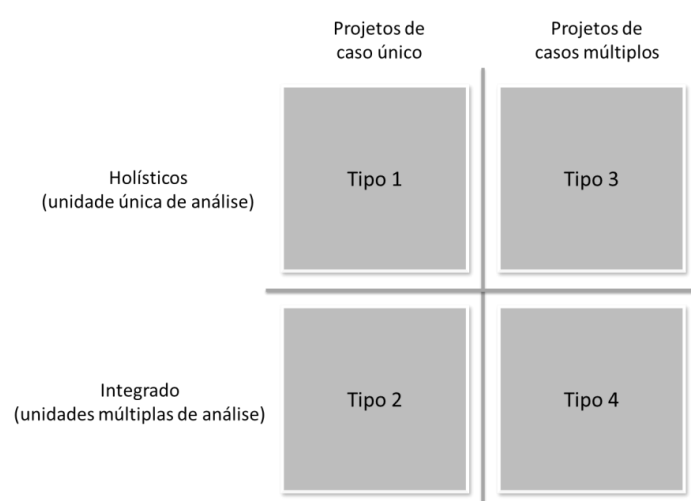 Projetos de
caso único
Projetos de
casos múltiplos
Holísticos
(unidade única de análise)
Tipo 1
Tipo 3
Integrado
(unidades múltiplas de análise)
Tipo 2
Tipo 4